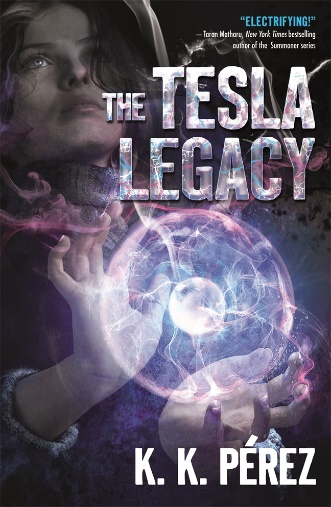 “ELECTRIFYING!”
—Taran Matharu, New York Times bestselling
author of the Summoner series
THE TESLA
LEGACY
K. K. PÉREZ